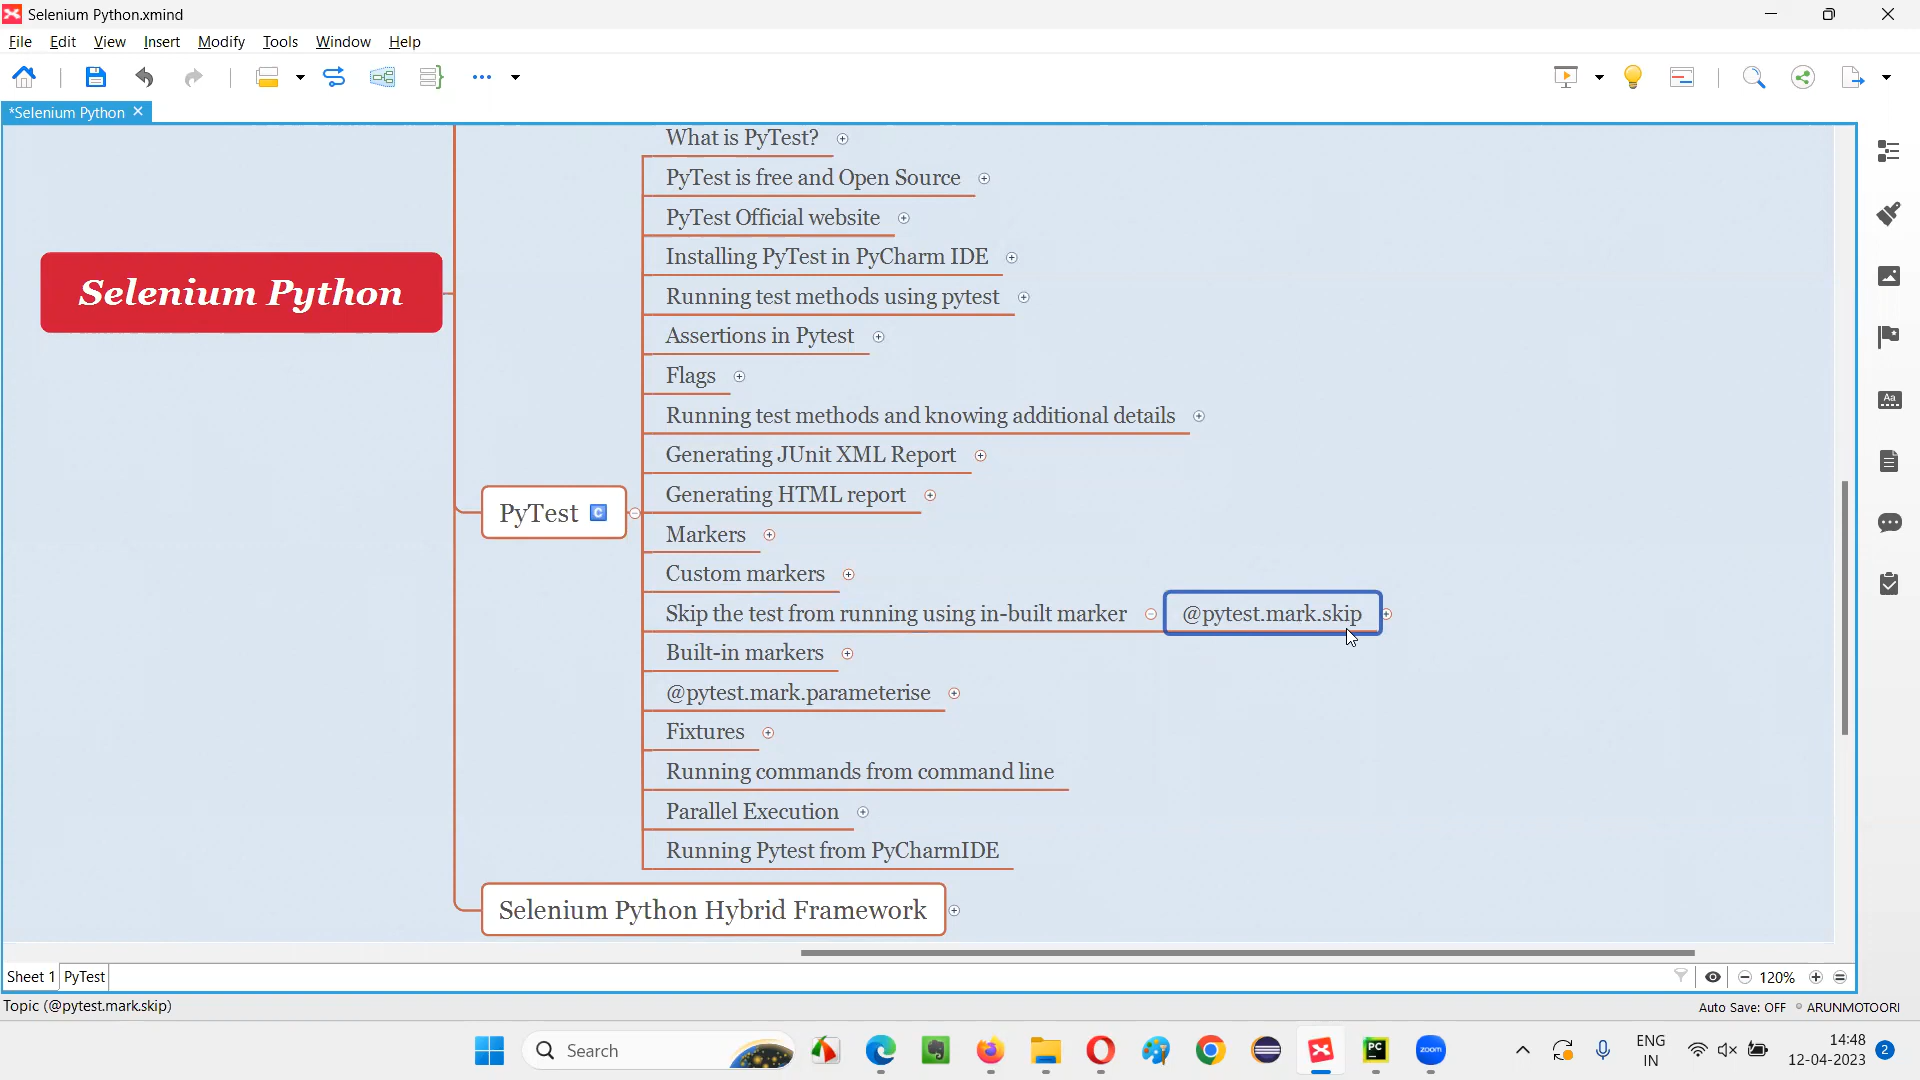 Selenium Python.xmind
File Edit View Insert Modify Tools Window Help
*Selenium Python
What is PyTest?
PyTest is free and Open Source
PyTest Official website
Installing PyTest in PyCharm IDE
Selenium Python
Running test methods using pytest
Assertions in Pytest
Flags
Running test methods and knowing additional details
Generating JUnit XML Report
Generating HTML report
PyTest C
Markers
Custom markers
Skip the test from running using in-built marker @pytest.mark.skip
Built-in markers
@pytest.mark.parameterise
Fixtures
Running commands from command line
Parallel Execution
Running Pytest from PyCharmIDE
Selenium Python Hybrid Framework
Sheet 1 PyTest 120%
Topic (@pytest.mark.skip) Auto Save: OFF ARUNMOTOORI
Search PC zoom ENG IN 14:48 12-04-2023 2
Aa